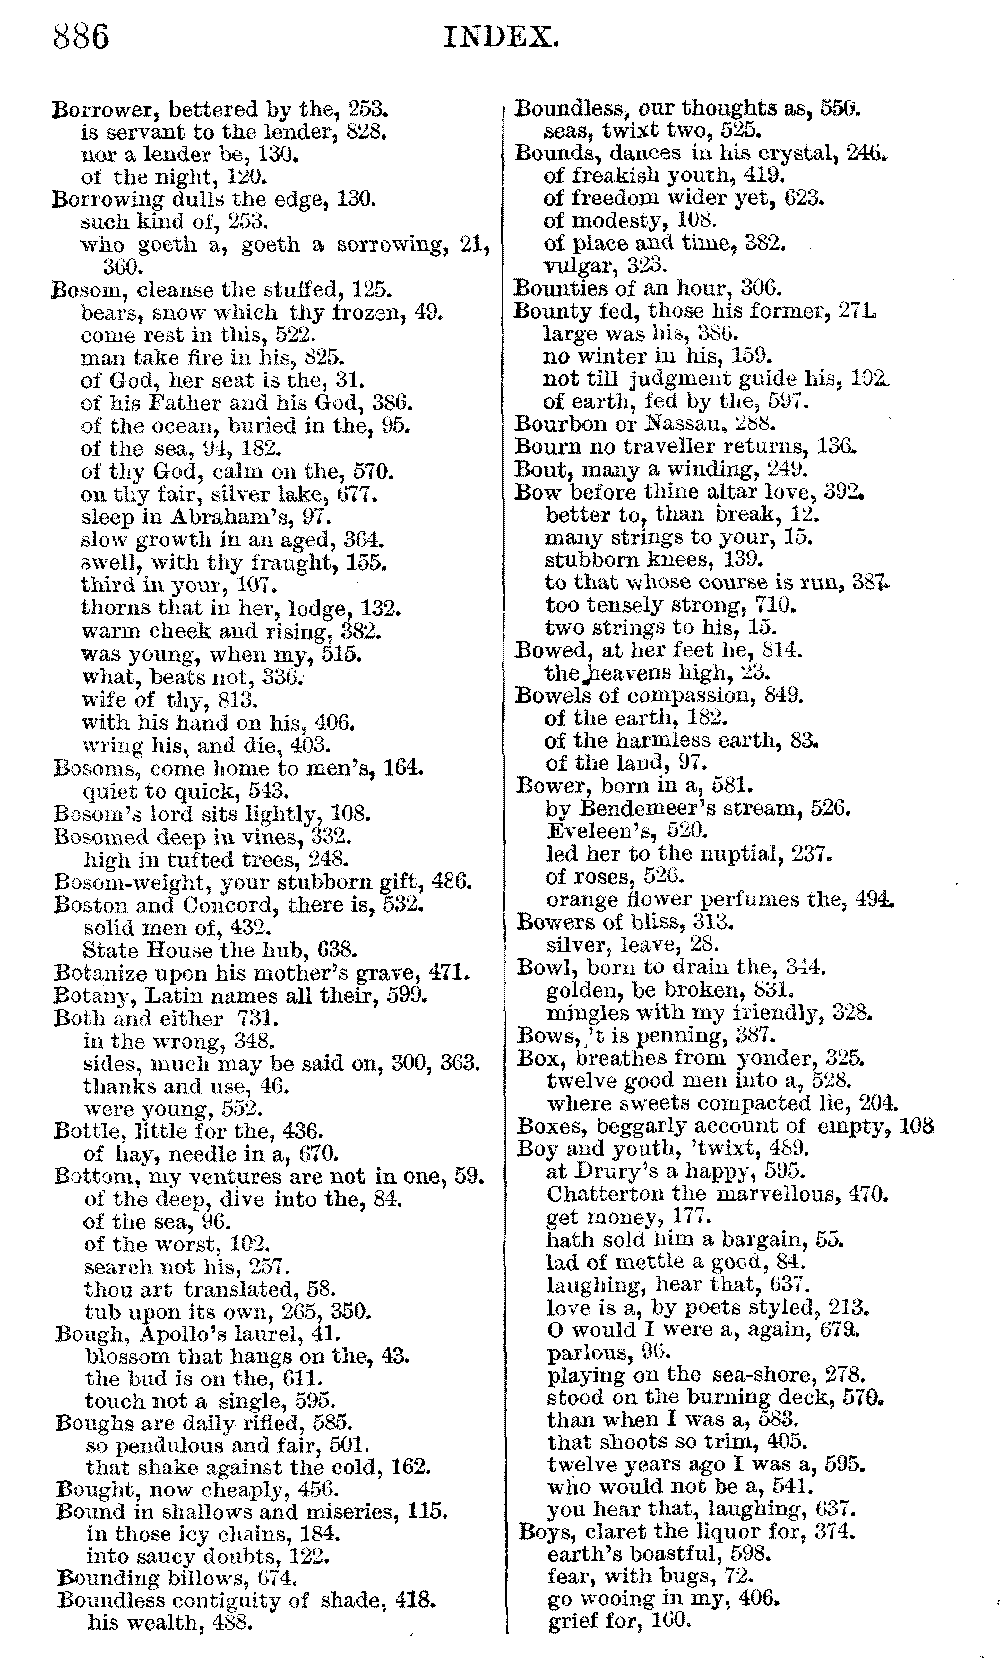 886 INDEX.
Borrower, bettered by the, 253.
is servant to the lender, 828.
nor a lender be, 130.
of the night, 120.
Borrowing dulls the edge, 130.
such kind of, 253.
who goeth a, goeth a sorrowing, 21,
360.
Bosom, cleanse the stuffed, 125.
bears, snow which thy frozen, 49.
come rest in this, 522.
man take fire in his, 825.
of God, her seat is the, 31.
of his Father and his God, 386.
of the ocean, buried in the, 95.
of the sea, 94, 182.
of thy God, calm on the, 570.
on thy fair, silver lake, 677.
sleep in Abraham's, 97.
slow growth in an aged, 364.
swell, with thy fraught, 155.
third in your, 107.
thorns that in her, lodge, 132.
warm cheek and rising, 382.
was young, when my, 515.
what, beats not, 336.
wife of thy, 813.
with his hand on his, 406.
wring his, and die, 403.
Bosoms, come home to men's, 164.
quiet to quick, 543.
Bosom's lord sits lightly, 108.
Bosomed deep in vines, 332.
high in tufted trees, 248.
Bosom-weight, your stubborn gift, 486.
Boston and Concord, there is, 532.
solid men of, 432.
State House the hub, 638.
Botanize upon his mother's grave, 471.
Botany, Latin names all their, 599.
Both and either 731.
in the wrong, 348.
sides, much may be said on, 300, 363.
thanks and use, 46.
were young, 552.
Bottle, little for the, 436.
of hay, needle in a, 670.
Bottom, my ventures are not in one, 59.
of the deep, dive into the, 84.
of the sea, 96.
of the worst, 102.
search not his, 257.
thou art translated, 58.
tub upon its own, 265, 350.
Bough, Apollo's laurel, 41.
blossom that hangs on the, 43.
the bud is on the, 611.
touch not a single, 595.
Boughs are daily rifled, 585.
so pendulous and fair, 501.
that shake against the cold, 162.
Bought, now cheaply, 456.
Bound in shallows and miseries, 115.
in those icy chains, 184.
into saucy doubts, 122.
Bounding billows, 674.
Boundless contiguity of shade, 418.
his wealth, 488.
Boundless, our thoughts as, 550.
seas, twixt two, 525.
Bounds, dances in his crystal, 246.
of freakish youth, 419.
of freedom wider yet, 623.
of modesty, 108.
of place and time, 382.
vulgar, 323.
Bounties of an hour, 306.
Bounty fed, those his former, 271.
large was his, 386.
no winter in his, 159.
not till judgment guide his, 192.
of earth, fed by the, 597.
Bourbon or Nassau, 288.
Bourn no traveller returns, 136.
Bout, many a winding, 249.
Bow before thine altar love, 392.
better to, than break, 12.
many strings to your, 15.
stubborn knees, 139.
to that whose course is run, 387.
too tensely strong, 710.
two strings to his, 15.
Bowed, at her feet he, 814.
the heavens high, 23.
Bowels of compassion, 849.
of the earth, 182.
of the harmless earth, 83.
of the land, 97.
Bower, born in a, 581.
by Bendemeer's stream, 526.
Eveleen's, 520.
led her to the nuptial, 237.
of roses, 526.
orange flower perfumes the, 494.
Bowers of bliss, 313.
silver, leave, 28.
Bowl, born to drain the, 344.
golden, be broken, 831.
mingles with my friendly, 328.
Bows, 't is penning, 387.
Box, breathes from yonder, 325.
twelve good men into a, 528.
where sweets compacted lie, 204.
Boxes, beggarly account of empty, 108
Boy and youth, 'twixt, 489.
at Drury's a happy, 595.
Chatterton the marvellous, 470.
get money, 177.
hath sold him a bargain, 55.
lad of mettle a good, 84.
laughing, hear that, 637.
love is a, by poets styled, 213.
O would I were a, again, 679.
parlous, 96.
playing on the sea-shore, 278.
stood on the burning deck, 570.
than when I was a, 583.
that shoots so trim, 405.
twelve years ago I was a, 595.
who would not be a, 541.
you hear that, laughing, 637.
Boys, claret the liquor for, 374.
earth's boastful, 598.
fear, with bugs, 72.
go wooing in my, 406.
grief for, 160.